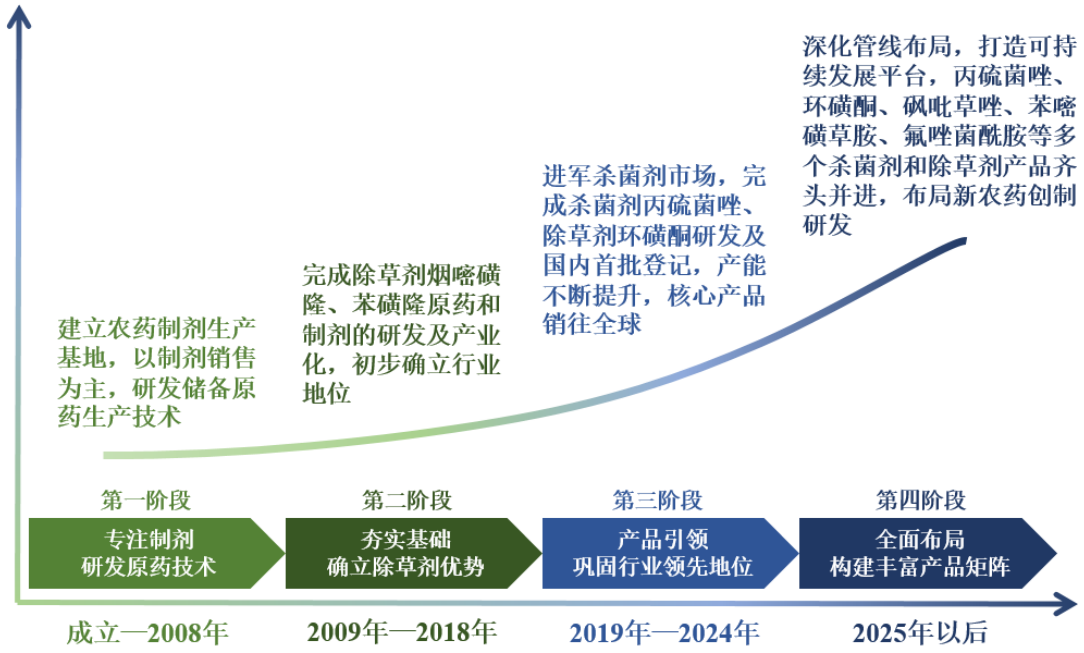 建立农药制剂生产
基地，以制剂销售
为主，研发储备原
药生产技术
完成除草剂烟嘧磺
隆、苯磺隆原药和
制剂的研发及产业
化，初步确立行业
地位
进军杀菌剂市场，完
成杀菌剂丙硫菌唑、
除草剂环磺酮研发及
国内首批登记，产能
不断提升，核心产品
销往全球
深化管线布局，打造可持
续发展平台，丙硫菌唑、
环磺酮、砜吡草唑、苯嘧
磺草胺、氟唑菌酰胺等多
个杀菌剂和除草剂产品齐
头并进，布局新农药创制
研发
第一阶段
专注制剂
研发原药技术
成立—2008年
第二阶段
夯实基础
确立除草剂优势
2009年—2018年
第三阶段
产品引领
巩固行业领先地位
2019年—2024年
第四阶段
全面布局
构建丰富产品矩阵
2025年以后